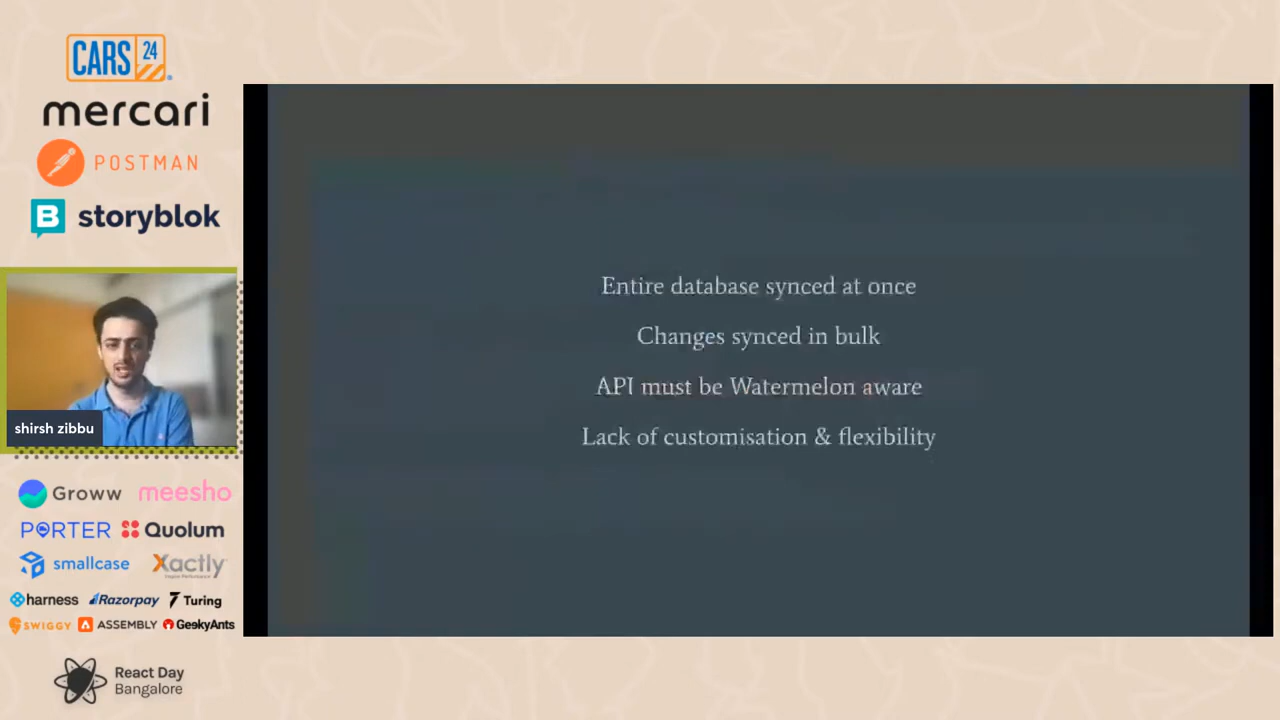 CARS 24
mercari
POSTMAN
storyblok
shirsh zibbu
Groww meesho
PORTER Quolum
smallcase Xactly
harness Razorpay Turing
SWIGGY ASSEMBLY GeekyAnts
React Day
Bangalore
Entire database synced at once
Changes synced in bulk
API must be Watermelon aware
Lack of customisation & flexibility